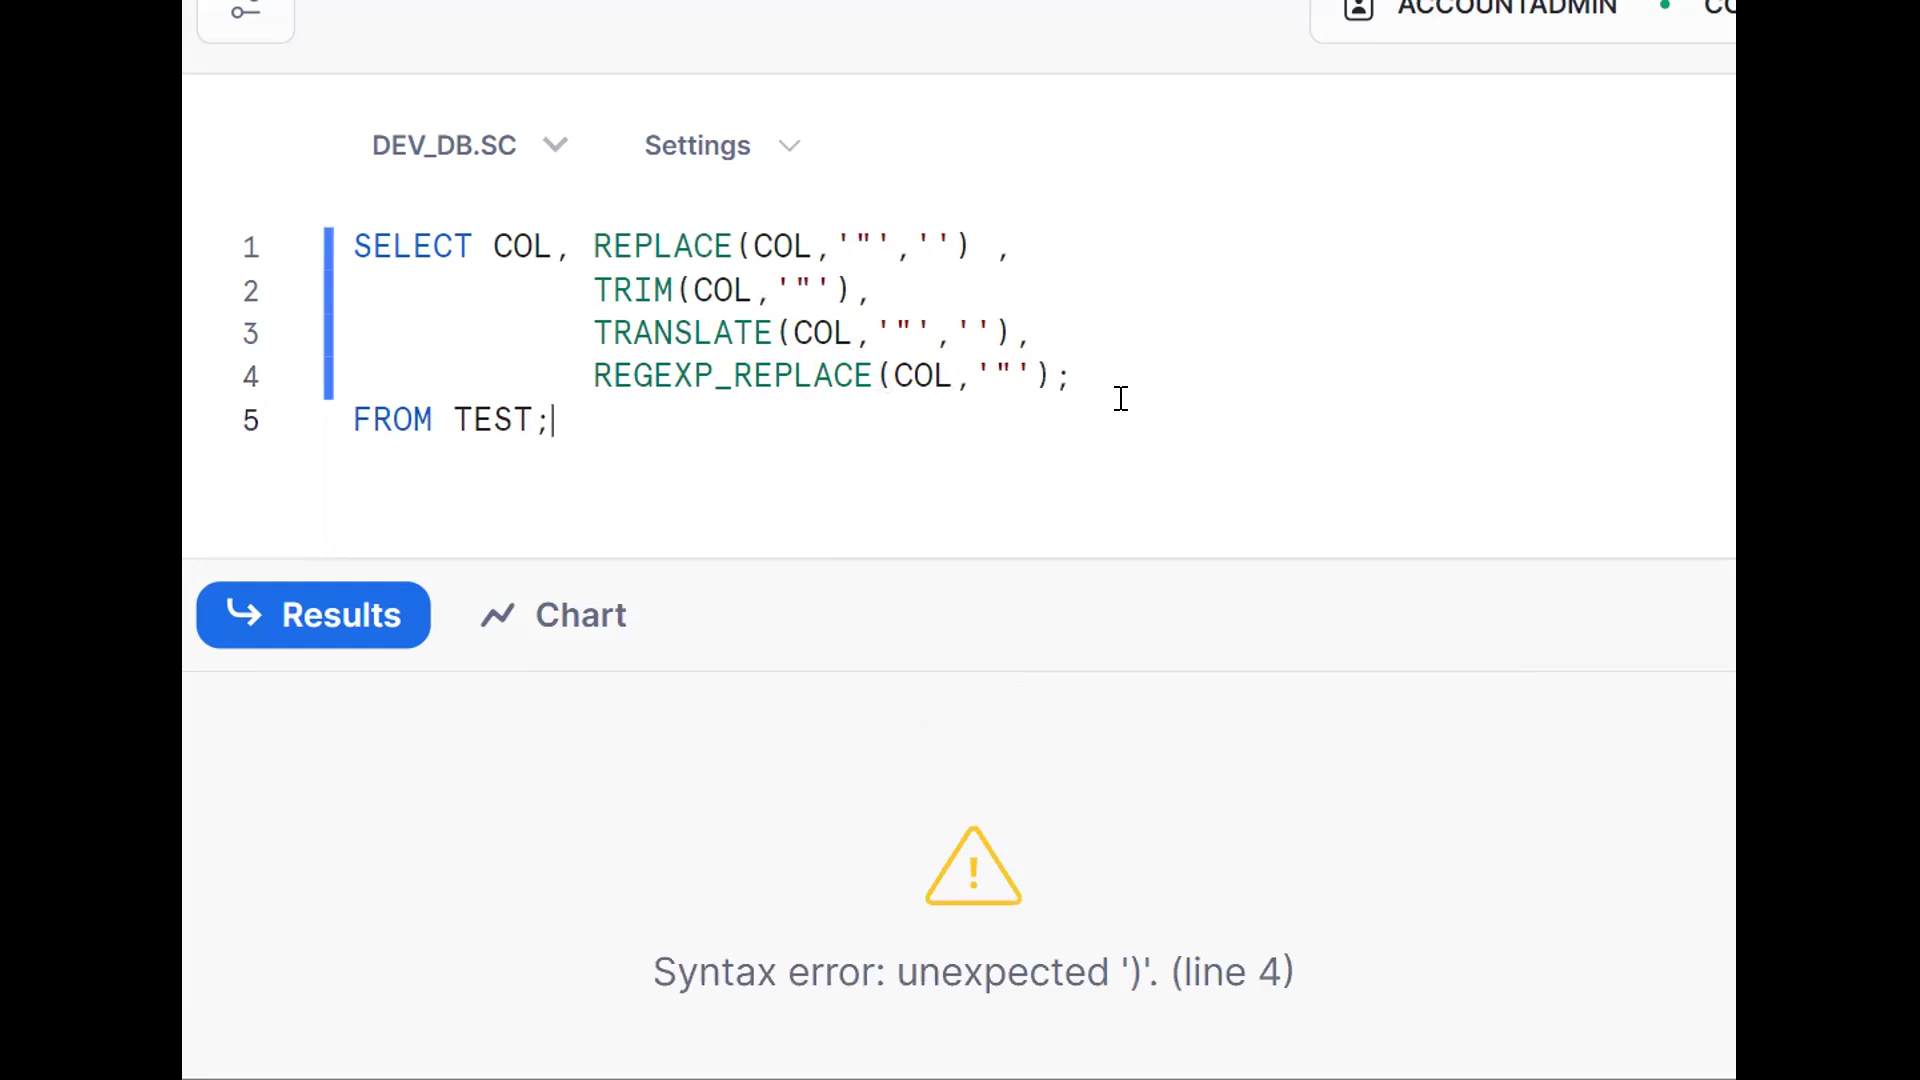 ACCOUNTADMIN
DEV_DB.SC Settings
1 SELECT COL, REPLACE(COL,'"','') ,
2 TRIM(COL,'"'),
3 TRANSLATE(COL,'"',''),
4 REGEXP_REPLACE(COL,'"');
5 FROM TEST;
Results Chart
Syntax error: unexpected ')'. (line 4)